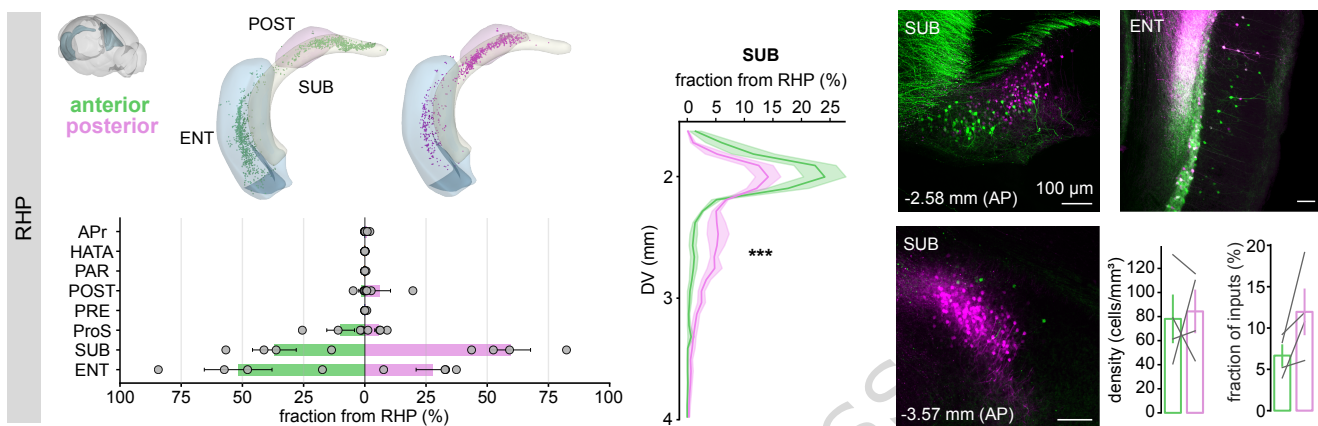 RHP
anterior
posterior
POST
SUB
ENT
APr
HATA
PAR
POST
PRE
ProS
SUB
ENT
100 75 50 25 0 25 50 75 100
fraction from RHP (%)
SUB
fraction from RHP (%)
0 5 10 15 20 25
2
3
4
DV (mm)
***
SUB
-2.58 mm (AP)
100 µm
ENT
SUB
-3.57 mm (AP)
density (cells/mm³)
120
100
80
60
40
20
0
fraction of inputs (%)
20
15
10
5
0